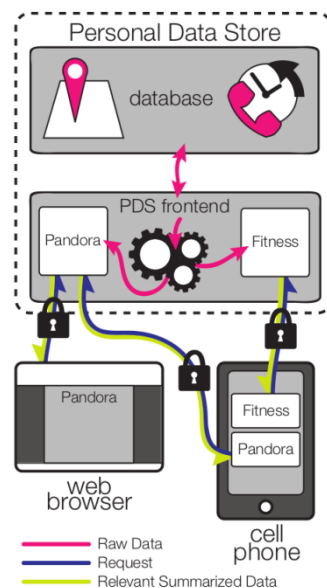 Personal Data Store
database
PDS frontend
Pandora
Fitness
Pandora
Fitness
Pandora
web
browser
cell
phone
Raw Data
Request
Relevant Summarized Data